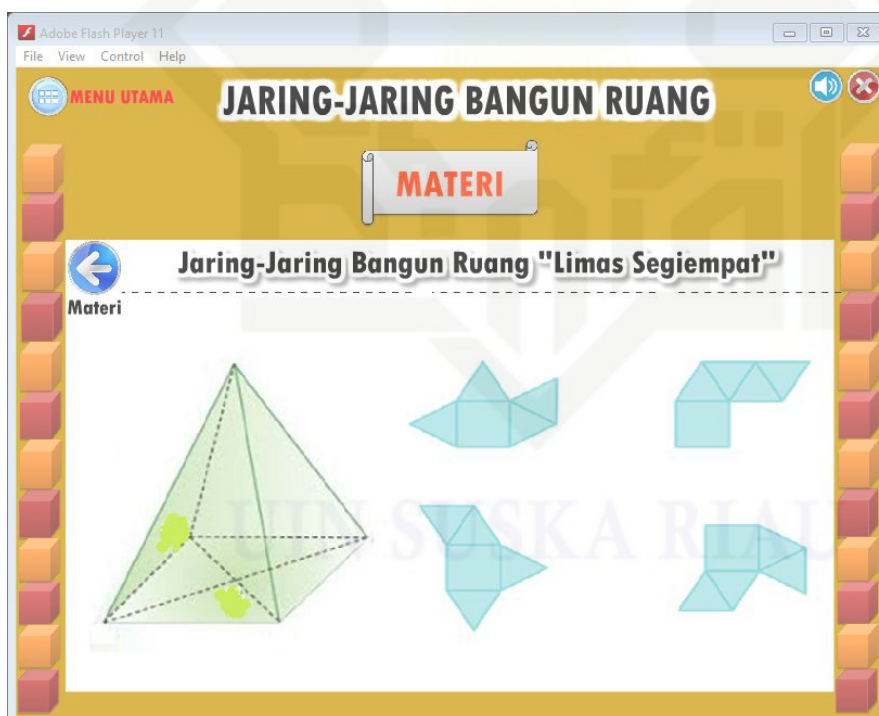 Adobe Flash Player 11
File View Control Help
MENU UTAMA
JARING-JARING BANGUN RUANG
MATERI
Jaring-Jaring Bangun Ruang "Limas Segiempat"
Materi
UIN SUSKA RIAU